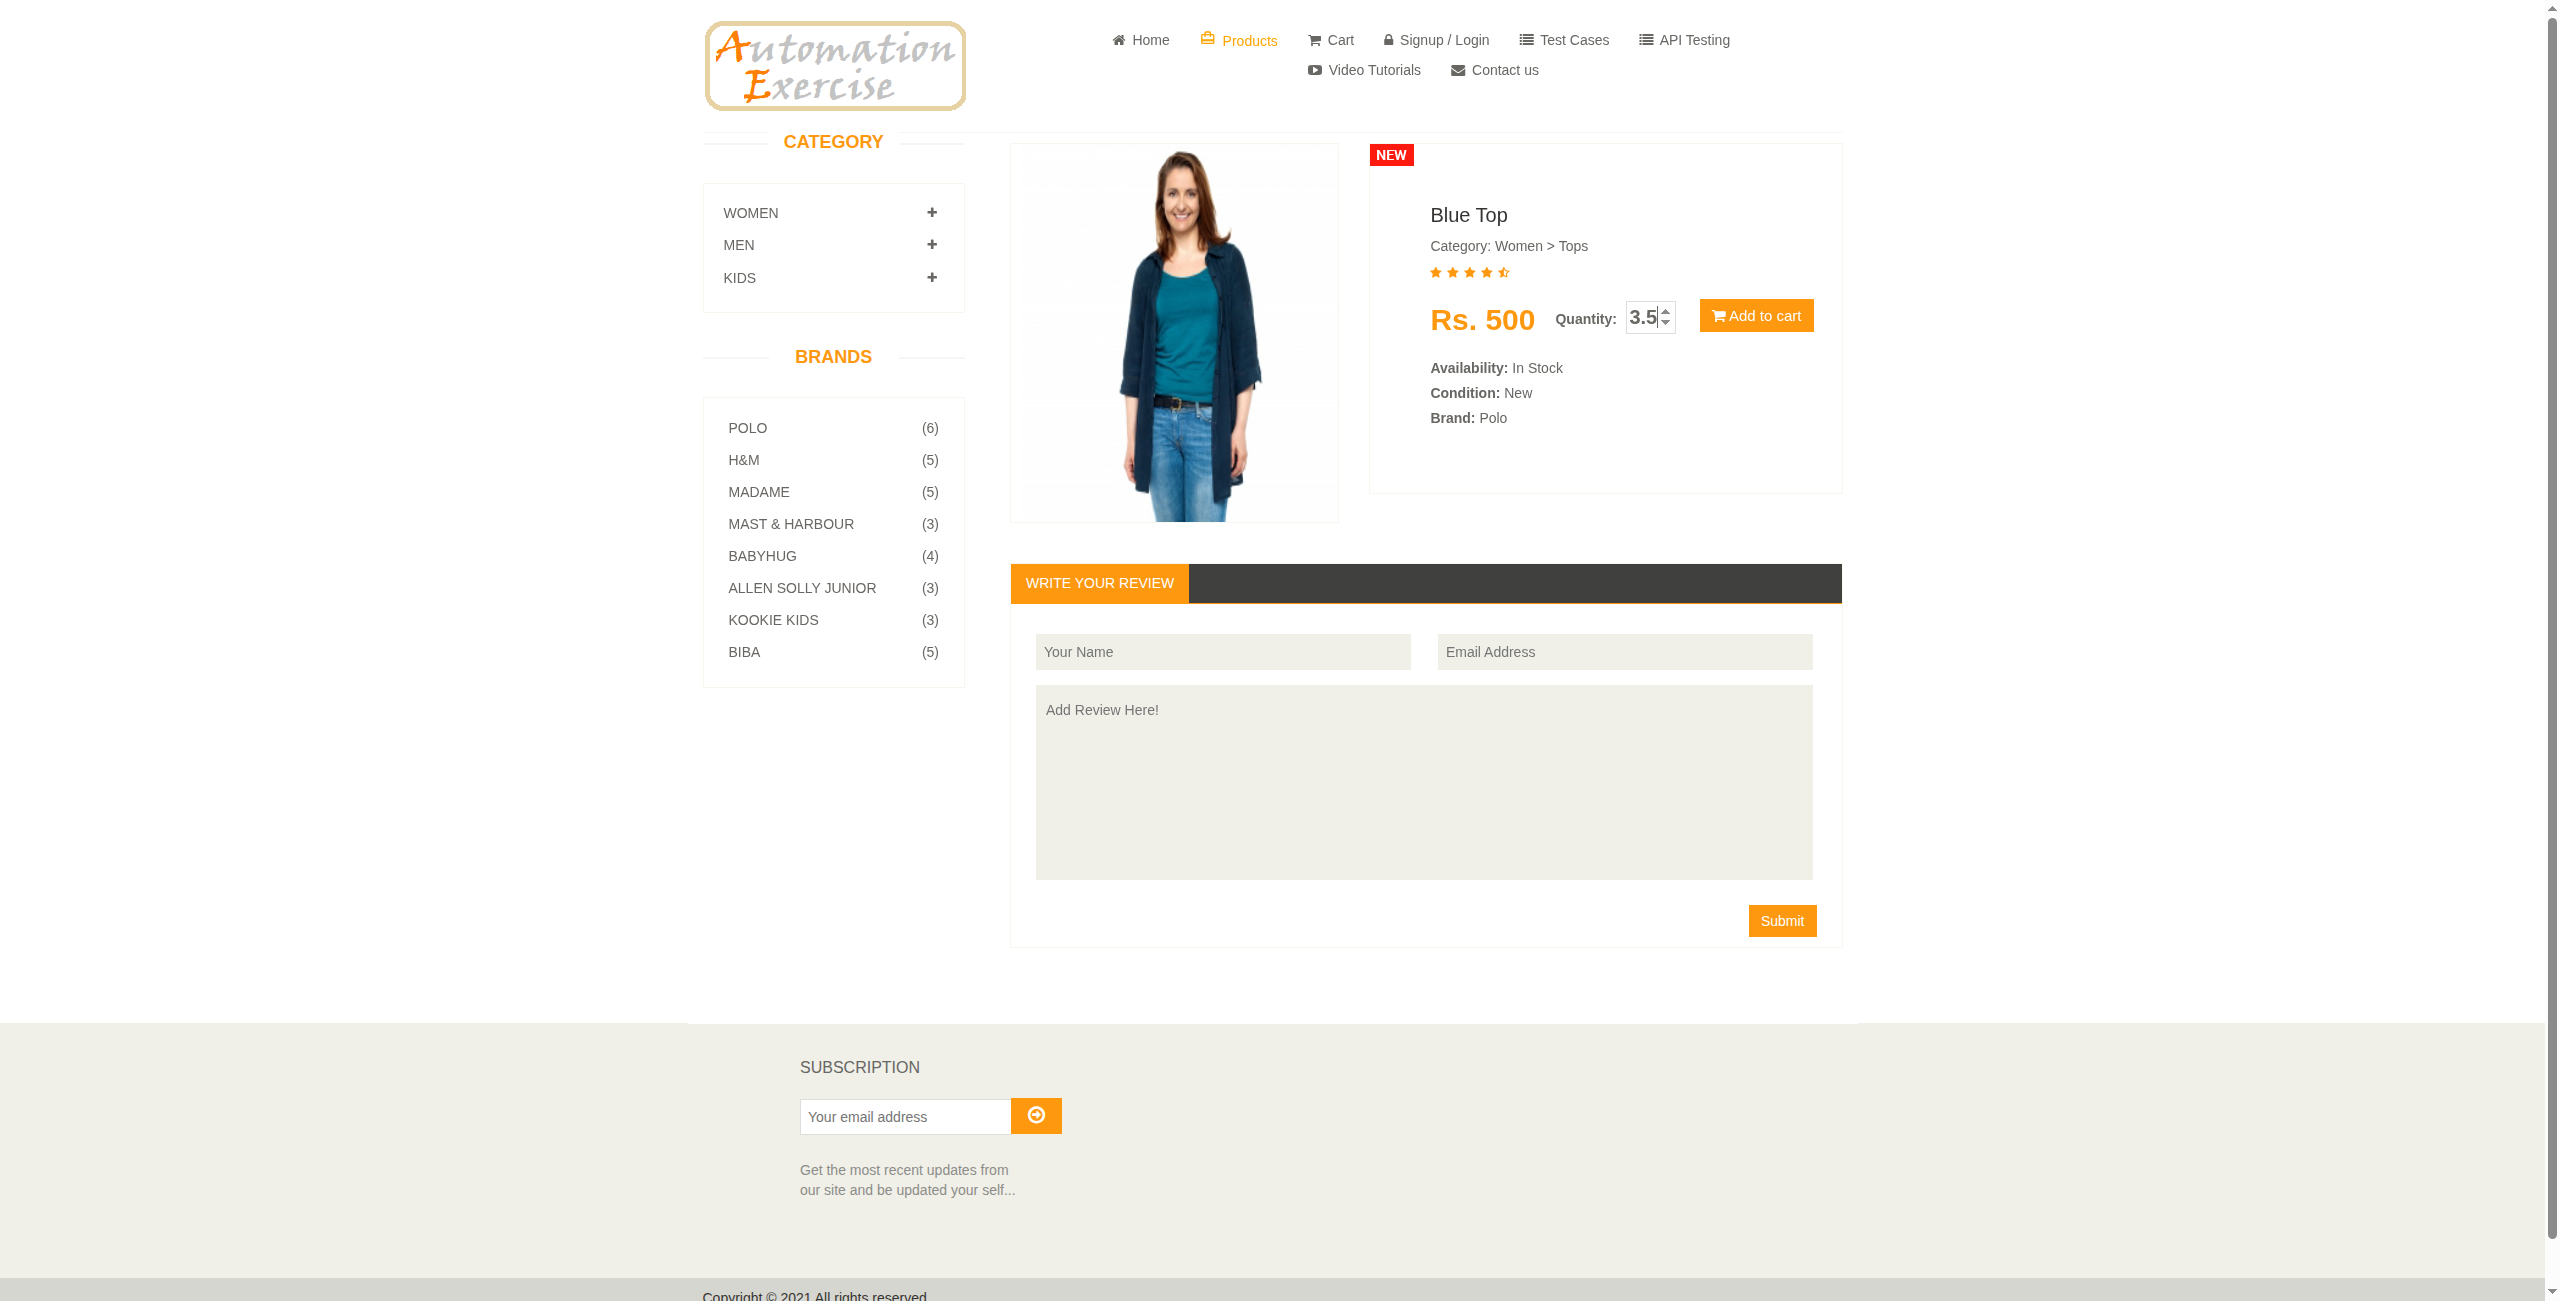 Automation
Exercise
Home
Products
Cart
Signup / Login
Test Cases
API Testing
Video Tutorials
Contact us
CATEGORY
WOMEN
MEN
KIDS
BRANDS
POLO (6)
H&M (5)
MADAME (5)
MAST & HARBOUR (3)
BABYHUG (4)
ALLEN SOLLY JUNIOR (3)
KOOKIE KIDS (3)
BIBA (5)
NEW
Blue Top
Category: Women > Tops
Rs. 500 Quantity: 3.5 Add to cart
Availability: In Stock
Condition: New
Brand: Polo
WRITE YOUR REVIEW
Your Name
Email Address
Add Review Here!
Submit
SUBSCRIPTION
Your email address
Get the most recent updates from
our site and be updated your self...
Copyright © 2021 All rights reserved